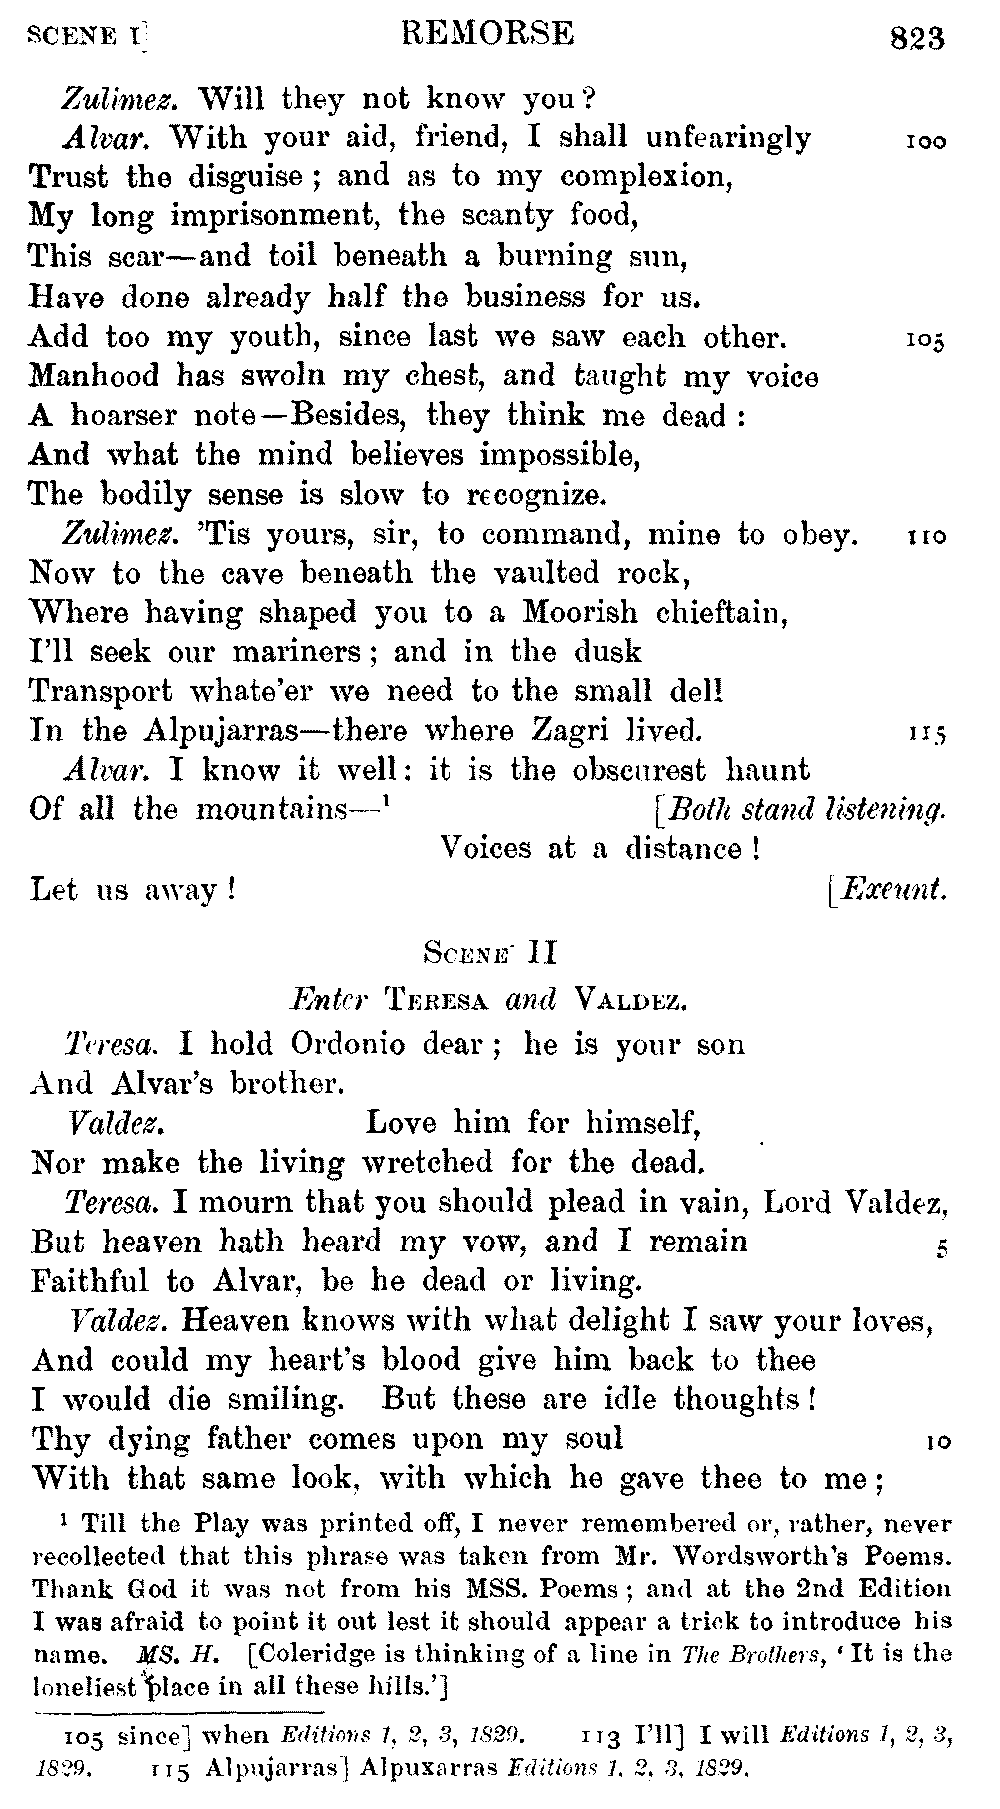 SCENE I] REMORSE 823
Zulimez. Will they not know you?
Alvar. With your aid, friend, I shall unfearingly 100
Trust the disguise; and as to my complexion,
My long imprisonment, the scanty food,
This scar—and toil beneath a burning sun,
Have done already half the business for us.
Add too my youth, since last we saw each other. 105
Manhood has swoln my chest, and taught my voice
A hoarser note—Besides, they think me dead:
And what the mind believes impossible,
The bodily sense is slow to recognize.
Zulimez. 'Tis yours, sir, to command, mine to obey. 110
Now to the cave beneath the vaulted rock,
Where having shaped you to a Moorish chieftain,
I'll seek our mariners; and in the dusk
Transport whate'er we need to the small dell
In the Alpujarras—there where Zagri lived. 115
Alvar. I know it well: it is the obscurest haunt
Of all the mountains—¹ [Both stand listening.
Voices at a distance!
Let us away! [Exeunt.
SCENE II
Enter TERESA and VALDEZ.
Teresa. I hold Ordonio dear; he is your son
And Alvar's brother.
Valdez. Love him for himself,
Nor make the living wretched for the dead.
Teresa. I mourn that you should plead in vain, Lord Valdez,
But heaven hath heard my vow, and I remain 5
Faithful to Alvar, be he dead or living.
Valdez. Heaven knows with what delight I saw your loves,
And could my heart's blood give him back to thee
I would die smiling. But these are idle thoughts!
Thy dying father comes upon my soul 10
With that same look, with which he gave thee to me;
¹ Till the Play was printed off, I never remembered or, rather, never
recollected that this phrase was taken from Mr. Wordsworth's Poems.
Thank God it was not from his MSS. Poems; and at the 2nd Edition
I was afraid to point it out lest it should appear a trick to introduce his
name. MS. H. [Coleridge is thinking of a line in The Brothers, 'It is the
loneliest place in all these hills.']
105 since] when Editions 1, 2, 3, 1829. 113 I'll] I will Editions 1, 2, 3,
1829. 115 Alpujarras] Alpuxarras Editions 1, 2, 3, 1829.